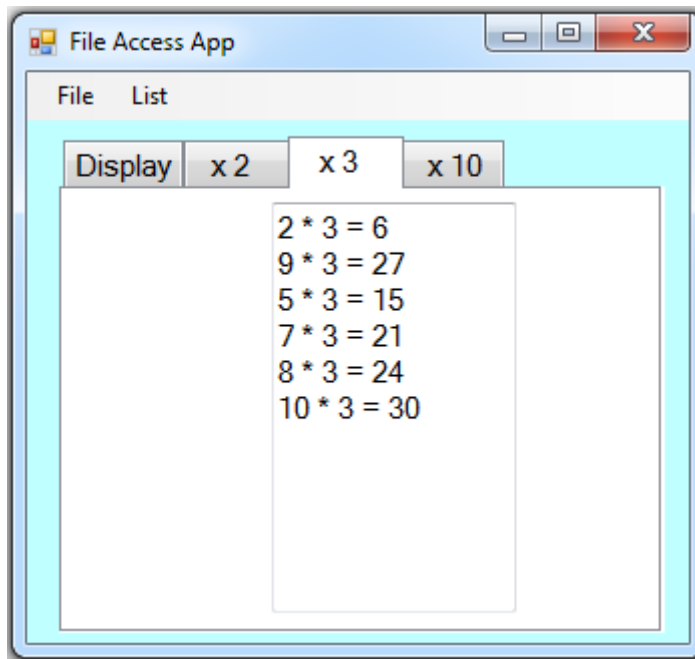 File Access App
File List
Display x 2 x 3 x 10
2 * 3 = 6
9 * 3 = 27
5 * 3 = 15
7 * 3 = 21
8 * 3 = 24
10 * 3 = 30